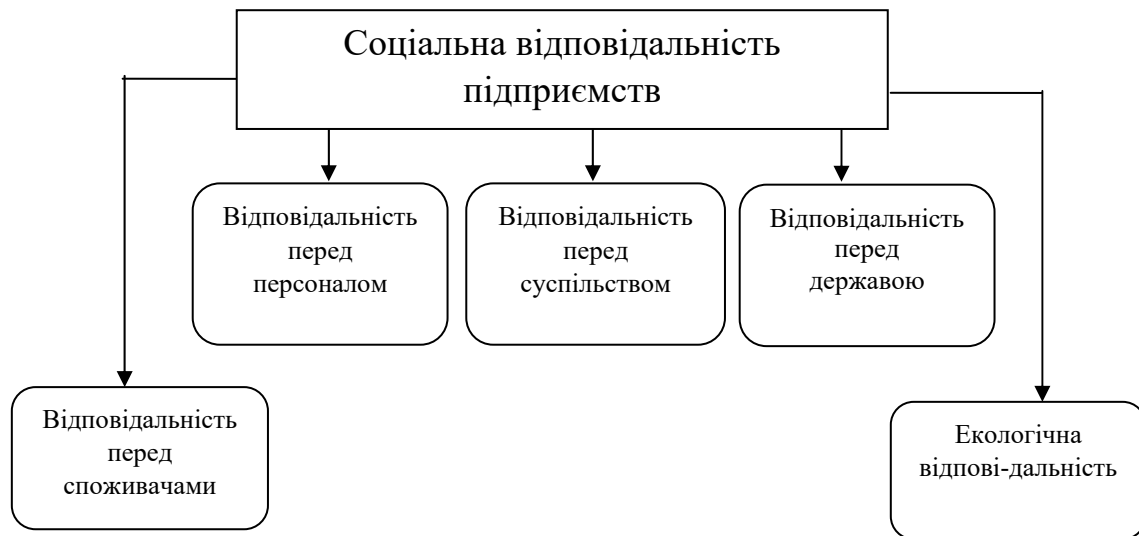 Соціальна відповідальність
підприємств
Відповідальність
перед
персоналом
Відповідальність
перед
суспільством
Відповідальність
перед
державою
Відповідальність
перед
споживачами
Екологічна
відпові-дальність